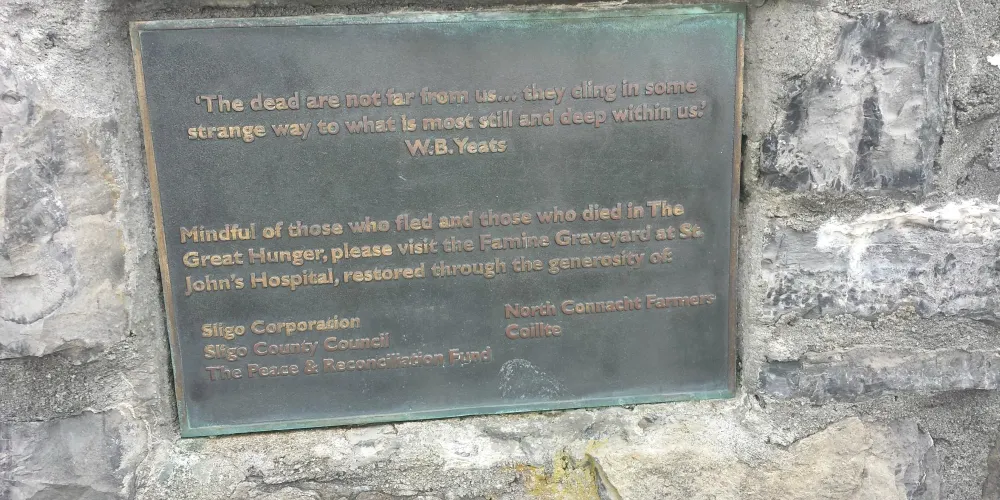 'The dead are not far from us... they cling in some
strange way to what is most still and deep within us.'
W.B.Yeats
Mindful of those who fled and those who died in The
Great Hunger, please visit the Famine Graveyard at St.
John's Hospital, restored through the generosity of:
Sligo Corporation
Sligo County Council
The Peace & Reconciliation Fund
North Connacht Farmers
Coillte